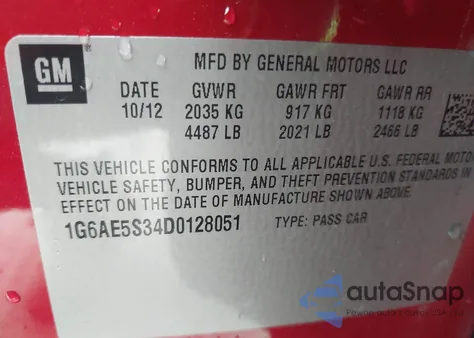 GM
MFD BY GENERAL MOTORS LLC
DATE GVWR GAWR FRT GAWR RR
10/12 2035 KG 917 KG 1118 KG
4487 LB 2021 LB 2466 LB
THIS VEHICLE CONFORMS TO ALL APPLICABLE U.S. FEDERAL MOTO
VEHICLE SAFETY, BUMPER, AND THEFT PREVENTION STANDARDS IN
EFFECT ON THE DATE OF MANUFACTURE SHOWN ABOVE.
1G6AE5S34D0128051 TYPE: PASS CAR
autaSnap